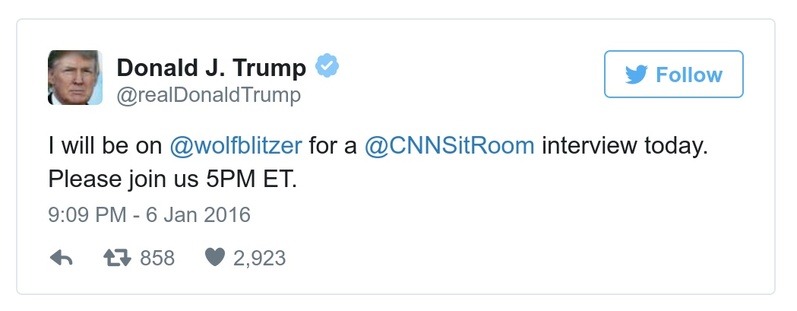 Donald J. Trump
@realDonaldTrump
Follow
I will be on @wolfblitzer for a @CNNSitRoom interview today.
Please join us 5PM ET.
9:09 PM - 6 Jan 2016
858 2,923